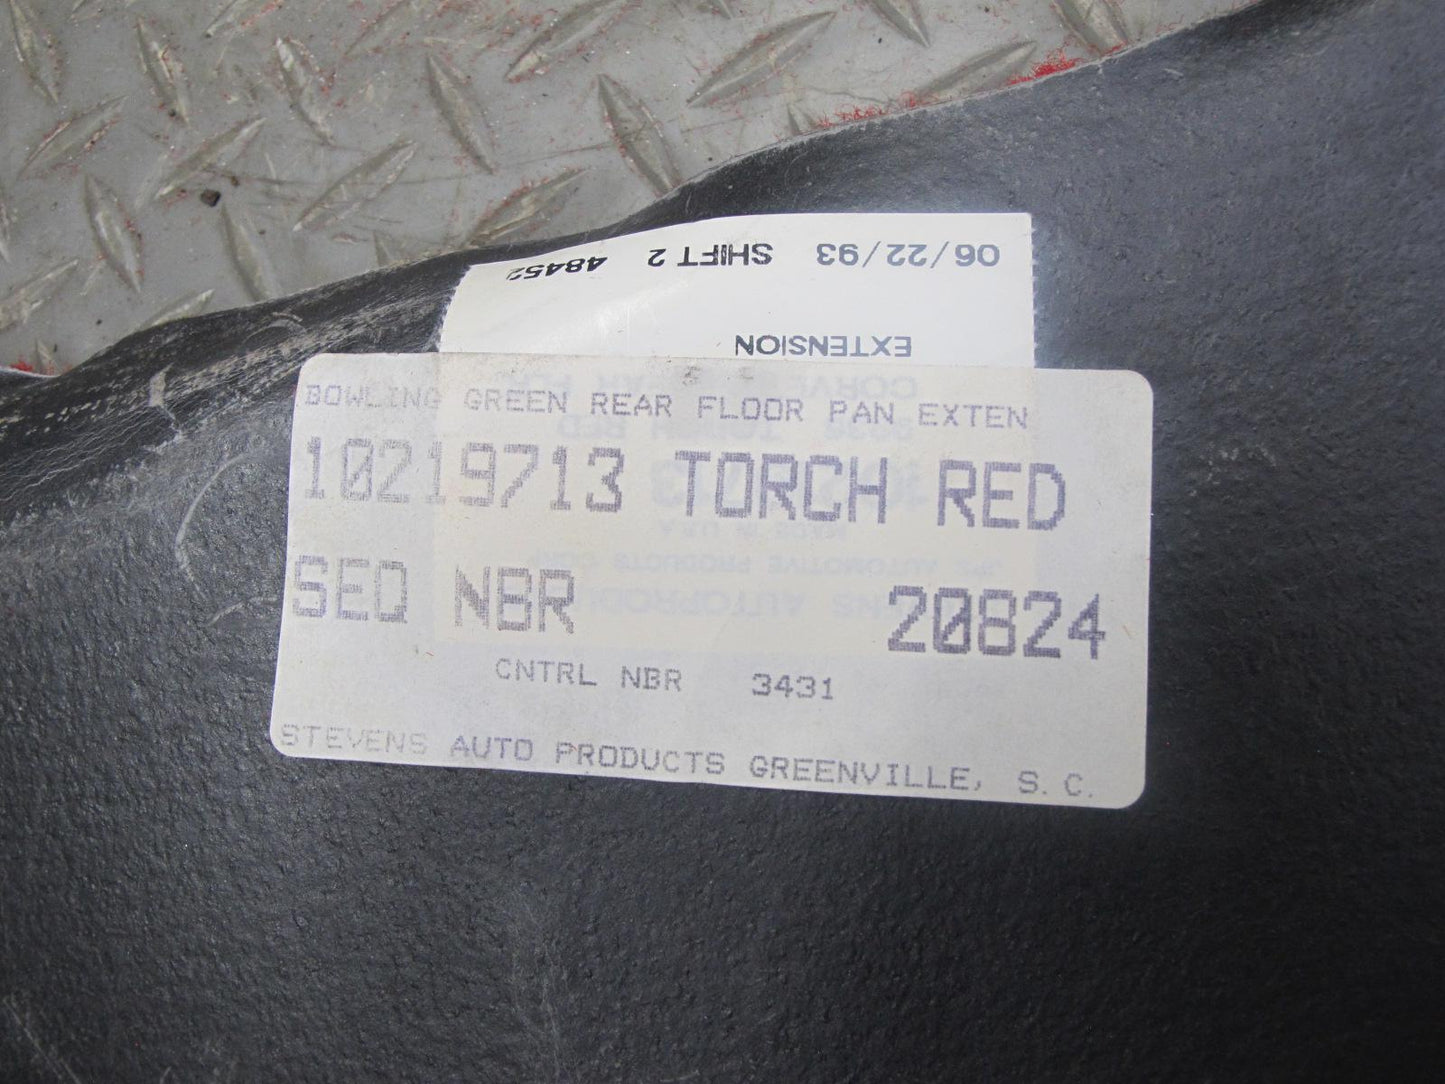 06/22/93 SHIFT 2 48452
EXTENSION
BOWLING GREEN REAR FLOOR PAN EXTEN
10219713 TORCH RED
SEQ NBR 20824
CNTRL NBR 3431
STEVENS AUTO PRODUCTS GREENVILLE, S.C.